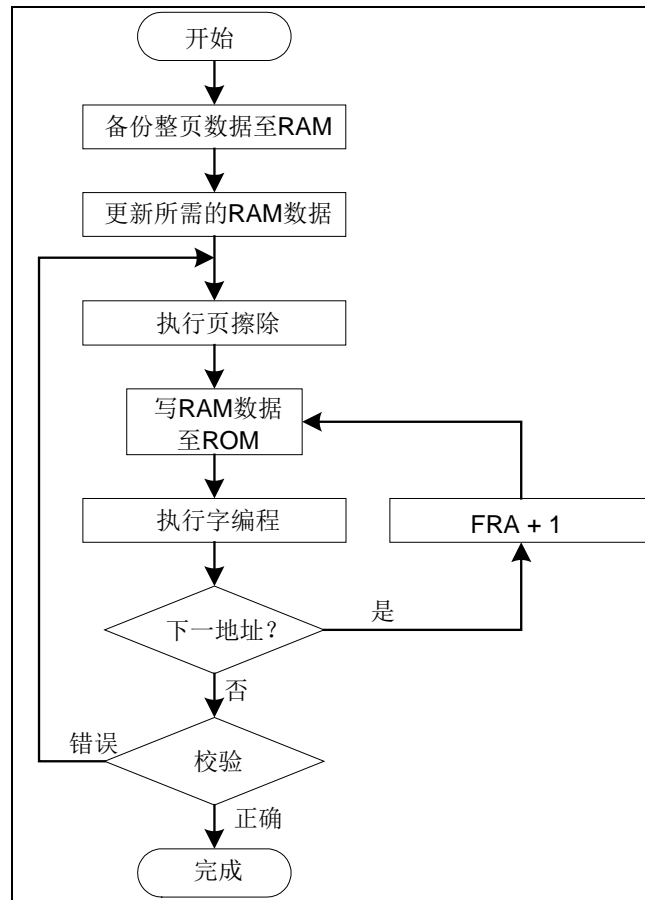 开始
备份整页数据至RAM
更新所需的RAM数据
执行页擦除
写RAM数据
至ROM
执行字编程
FRA + 1
下一地址?
是
否
错误
校验
正确
完成